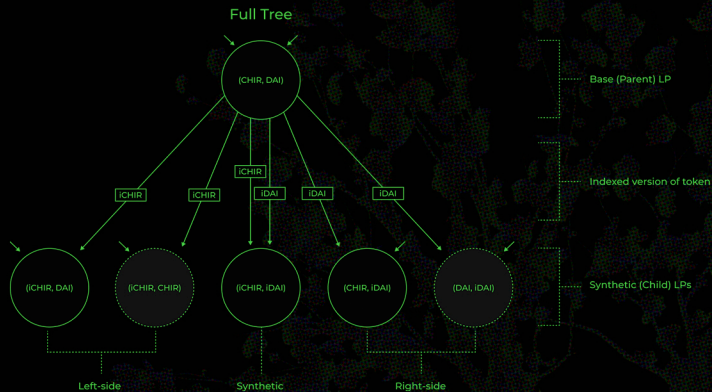 Full Tree
(CHIR, DAI)
Base (Parent) LP
iCHIR
iCHIR
iCHIR
iDAI
iDAI
iDAI
Indexed version of token
(iCHIR, DAI)
(iCHIR, CHIR)
(iCHIR, iDAI)
(CHIR, iDAI)
(DAI, iDAI)
Synthetic (Child) LPs
Left-side
Synthetic
Right-side